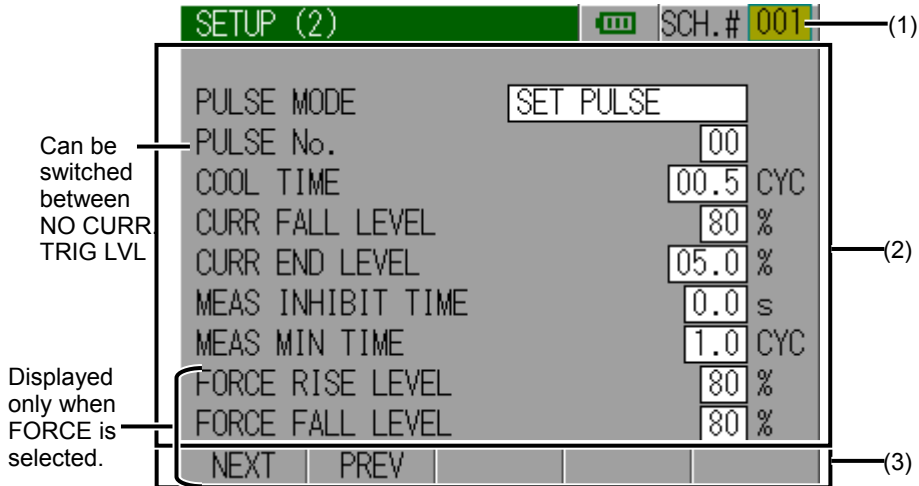 SETUP (2) SCH.# 001 (1)
PULSE MODE SET PULSE
PULSE No. 00
COOL TIME 00.5 CYC
CURR FALL LEVEL 80 %
CURR END LEVEL 05.0 %
MEAS INHIBIT TIME 0.0 s
MEAS MIN TIME 1.0 CYC
FORCE RISE LEVEL 80 %
FORCE FALL LEVEL 80 %
NEXT PREV
Can be
switched
between
NO CURR.
TRIG LVL
Displayed
only when
FORCE is
selected.
(2)
(3)